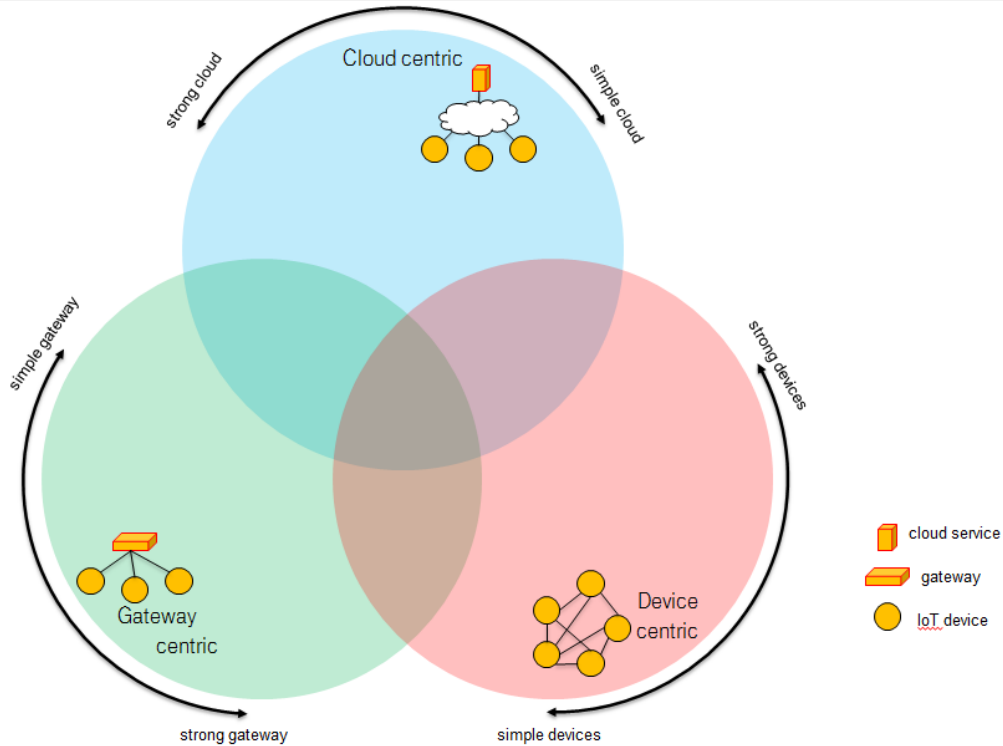 Cloud centric
strong cloud
simple cloud
simple gateway
strong devices
cloud service
gateway
IoT device
Gateway
centric
Device
centric
strong gateway
simple devices